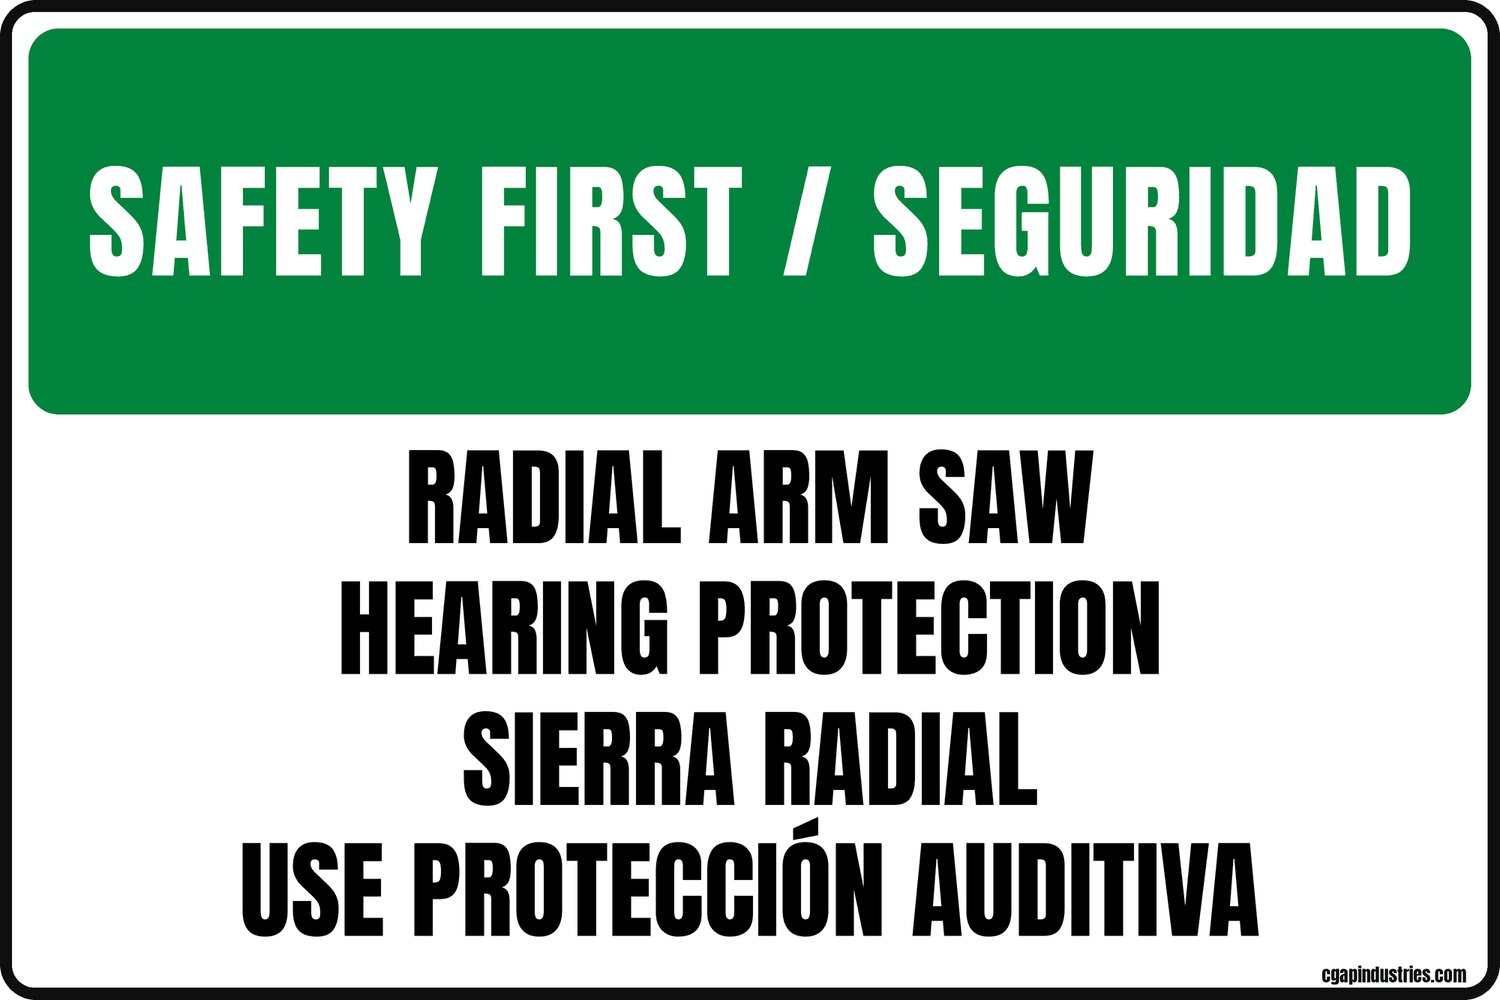 SAFETY FIRST / SEGURIDAD
RADIAL ARM SAW
HEARING PROTECTION
SIERRA RADIAL
USE PROTECCIÓN AUDITIVA
cgapindustries.com